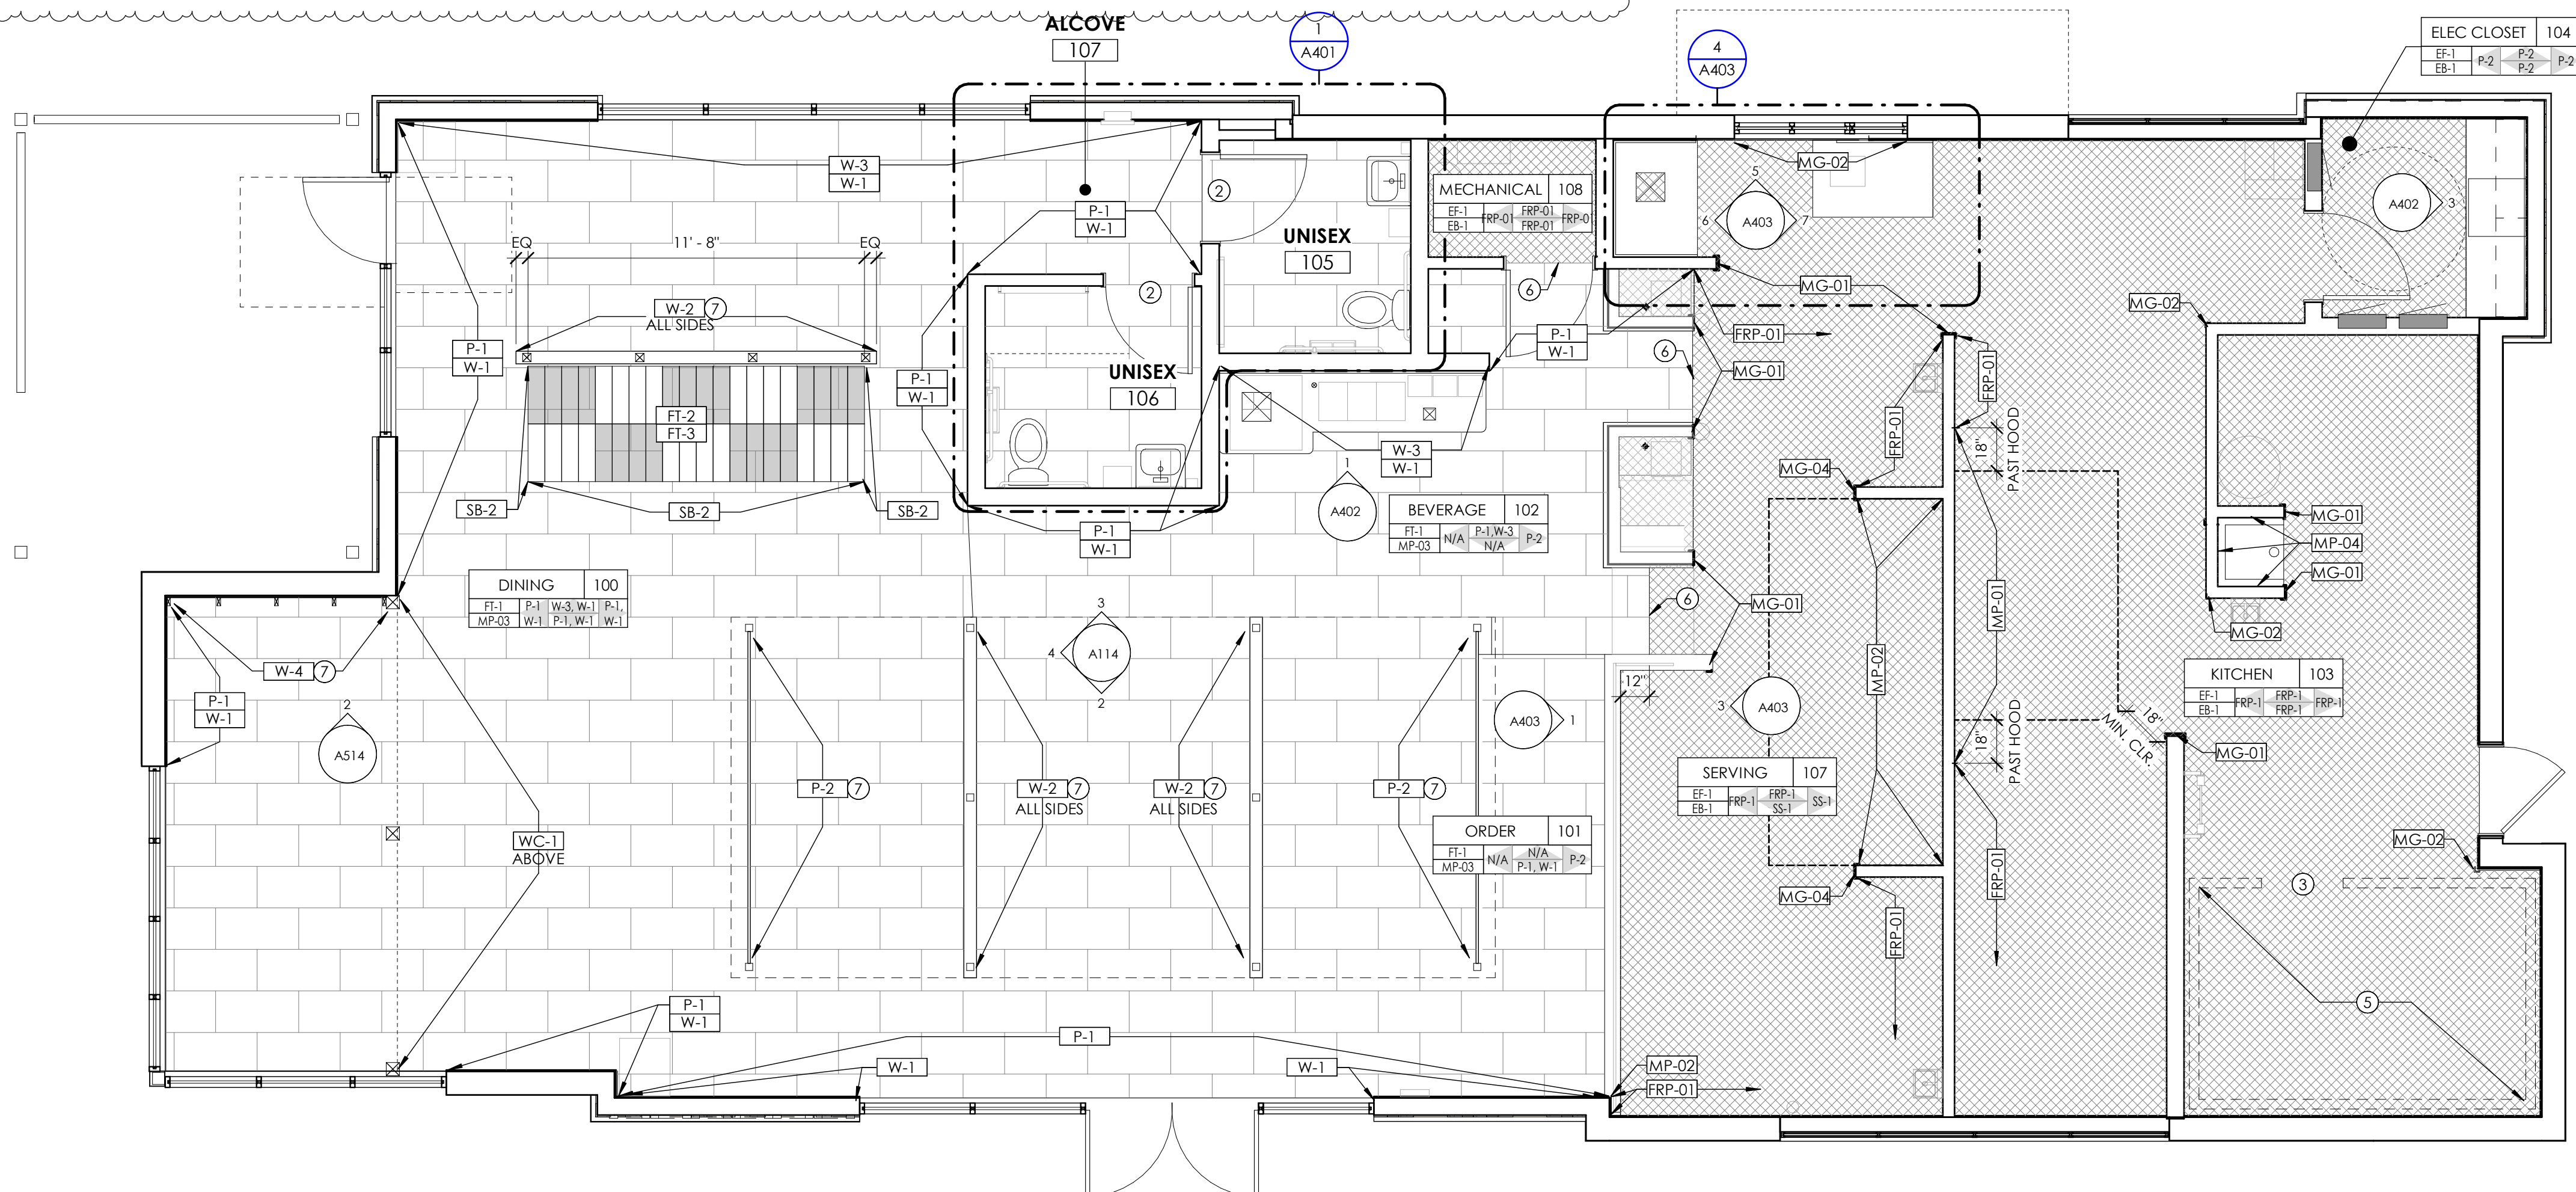 ALCOVE
107
1
A401
4
A403
ELEC CLOSET 104
EF-1
EB-1
P-2
P-2
P-2
P-2
W-3
W-1
2
P-1
W-1
UNISEX
105
MECHANICAL 108
EF-1
EB-1
FRP-01
FRP-01
FRP-01
FRP-01
MG-02
5
6
A403
7
A402
3
EQ
11' - 8"
EQ
2
6
MG-01
MG-02
W-2 7
ALL SIDES
P-1
W-1
P-1
W-1
FRP-01
6
MG-01
P-1
W-1
UNISEX
106
FRP-01
FT-2
FT-3
FRP-01
18"
PAST HOOD
W-3
W-1
MG-04
1
A402
SB-2
SB-2
SB-2
BEVERAGE 102
FT-1
MP-03
N/A
P-1,W-3
N/A
P-2
MG-01
P-1
W-1
MP-04
MG-01
DINING 100
FT-1
MP-03
P-1
W-1
W-3, W-1
P-1, W-1
P-1,
W-1
6
MG-01
MP-01
MG-02
3
4
A114
2
W-4 7
MP-02
KITCHEN 103
EF-1
EB-1
FRP-1
FRP-1
FRP-1
FRP-1
12"
P-1
W-1
2
A514
A403
1
3
A403
18"
MIN. CLR.
18"
PAST HOOD
MG-01
SERVING 107
EF-1
EB-1
FRP-1
FRP-1
SS-1
SS-1
P-2 7
W-2 7
ALL SIDES
W-2 7
ALL SIDES
P-2 7
ORDER 101
FT-1
MP-03
N/A
N/A
P-1, W-1
P-2
WC-1
ABOVE
MG-02
FRP-01
3
MG-04
FRP-01
5
P-1
W-1
P-1
W-1
W-1
MP-02
FRP-01